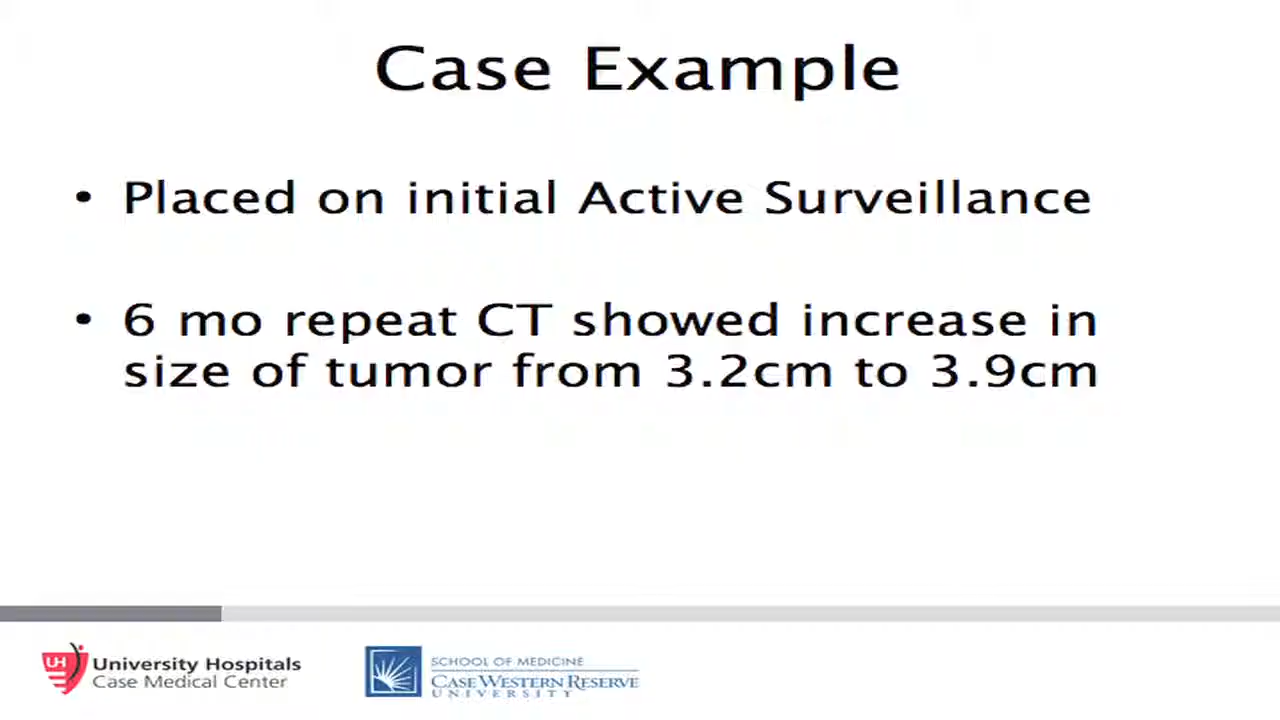 Case Example
• Placed on initial Active Surveillance
• 6 mo repeat CT showed increase in
size of tumor from 3.2cm to 3.9cm
UH
University Hospitals
Case Medical Center
SCHOOL OF MEDICINE
CASE WESTERN RESERVE
UNIVERSITY